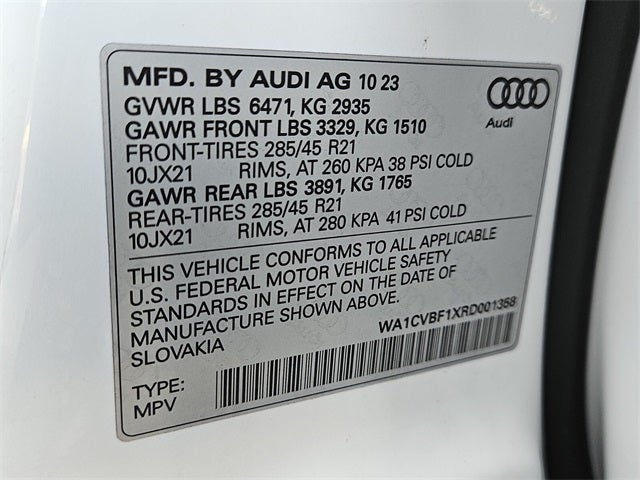 MFD. BY AUDI AG 10 23
GVWR LBS 6471, KG 2935
GAWR FRONT LBS 3329, KG 1510
FRONT-TIRES 285/45 R21
10JX21 RIMS, AT 260 KPA 38 PSI COLD
GAWR REAR LBS 3891, KG 1765
REAR-TIRES 285/45 R21
10JX21 RIMS, AT 280 KPA 41 PSI COLD
Audi
THIS VEHICLE CONFORMS TO ALL APPLICABLE
U.S. FEDERAL MOTOR VEHICLE SAFETY
STANDARDS IN EFFECT ON THE DATE OF
MANUFACTURE SHOWN ABOVE.
SLOVAKIA
WA1CVBF1XRD001368
TYPE:
MPV